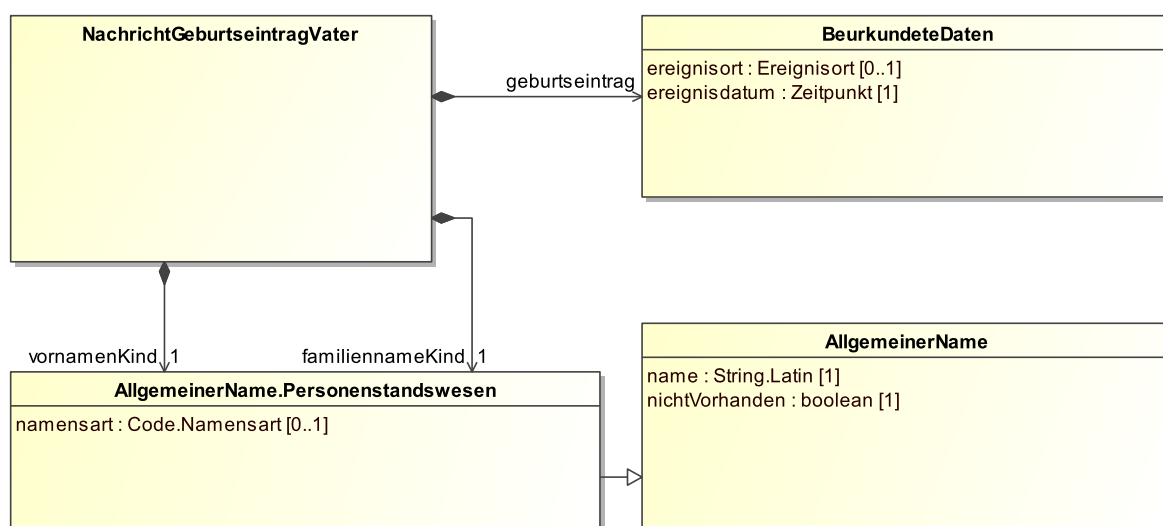 NachrichtGeburtseintragVater
BeurkundeteDaten
ereignisort : Ereignisort [0..1]
ereignisdatum : Zeitpunkt [1]
geburtseintrag
vornamenKind 1
familiennameKind 1
AllgemeinerName.Personenstandswesen
namensart : Code.Namensart [0..1]
AllgemeinerName
name : String.Latin [1]
nichtVorhanden : boolean [1]